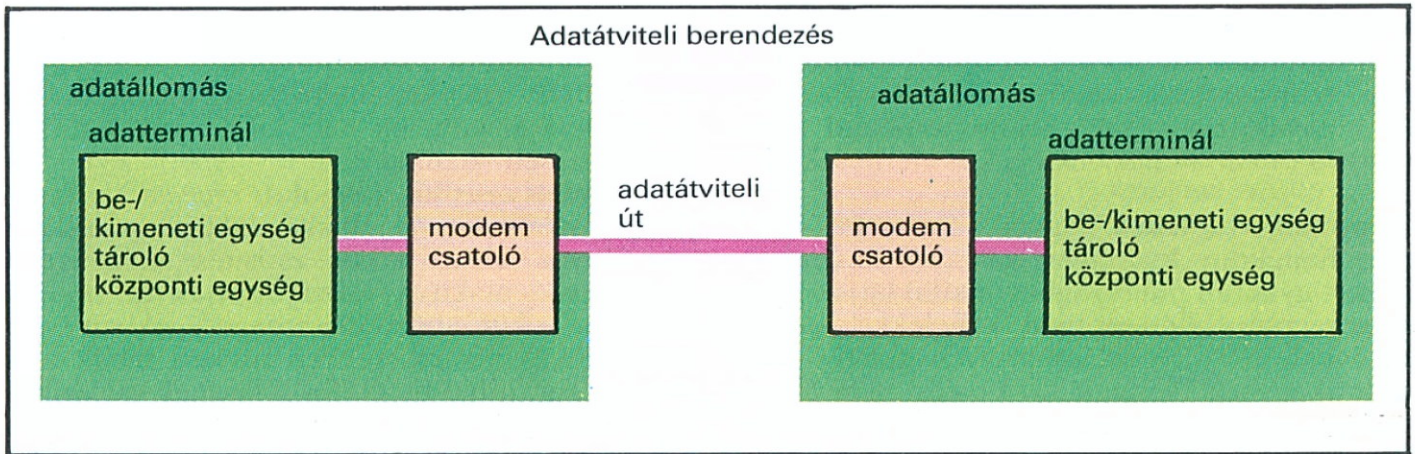 Adatátviteli berendezés
adatállomás
adatterminál
be-/
kimeneti egység
tároló
központi egység
modem
csatoló
adatátviteli
út
adatállomás
modem
csatoló
adatterminál
be-/kimeneti egység
tároló
központi egység